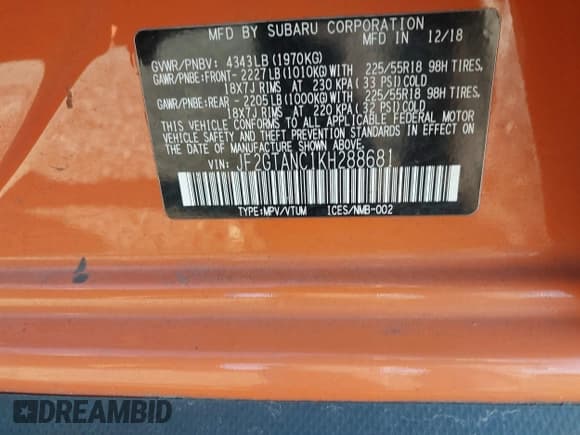 MFD BY SUBARU CORPORATION
MFD IN 12/18
GVWR/PNBV: 4343LB(1970KG)
GAWR/PNBE:FRONT- 2227LB(1010KG)WITH 225/55R18 98H TIRES,
18X7J RIMS AT 230 KPA(33 PSI)COLD
GAWR/PNBE:REAR - 2205LB(1000KG)WITH 225/55R18 98H TIRES,
18X7J RIMS AT 220 KPA(32 PSI)COLD
THIS VEHICLE CONFORMS TO ALL APPLICABLE FEDERAL MOTOR
VEHICLE SAFETY STANDARDS IN EFFECT ON THE DATE OF
MANUFACTURE SHOWN ABOVE.
VIN: JF2GTANC1KH288681
TYPE:MPV/VTUM ICES/NMB-002
DREAMBID